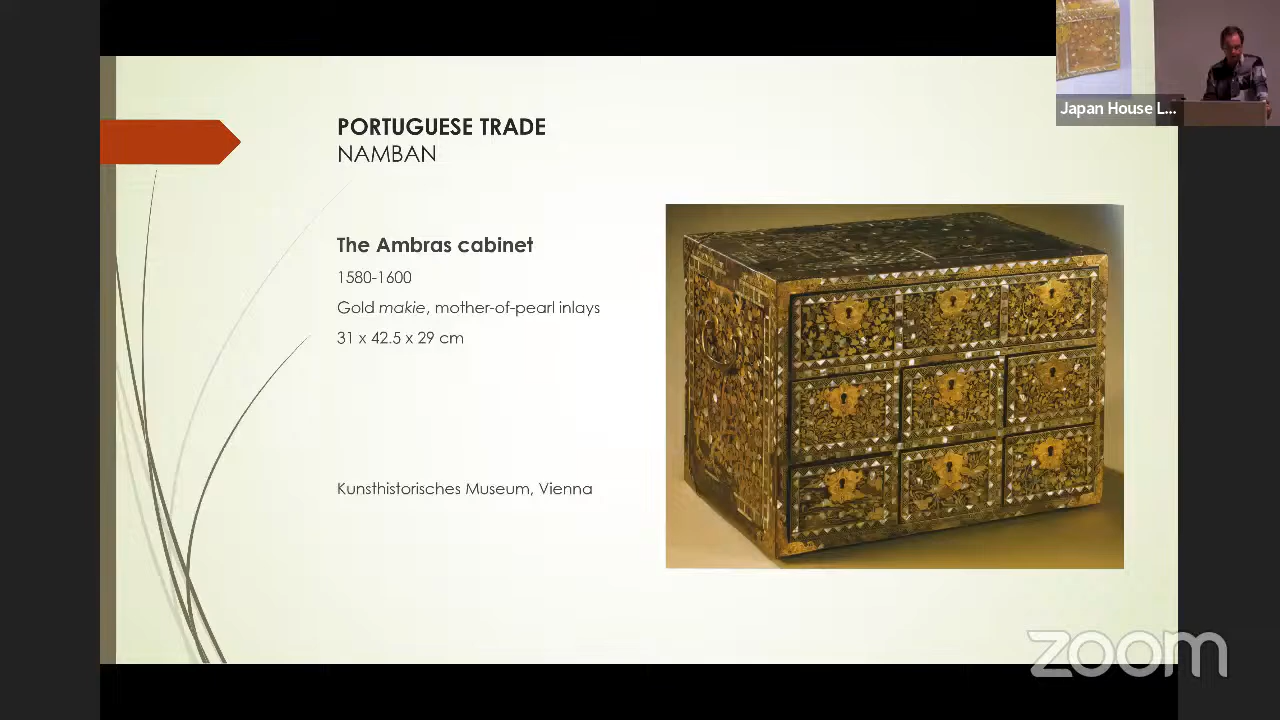 PORTUGUESE TRADE
NAMBAN
The Ambras cabinet
1580-1600
Gold makie, mother-of-pearl inlays
31 x 42.5 x 29 cm
Kunsthistorisches Museum, Vienna
Japan House L...
zoom